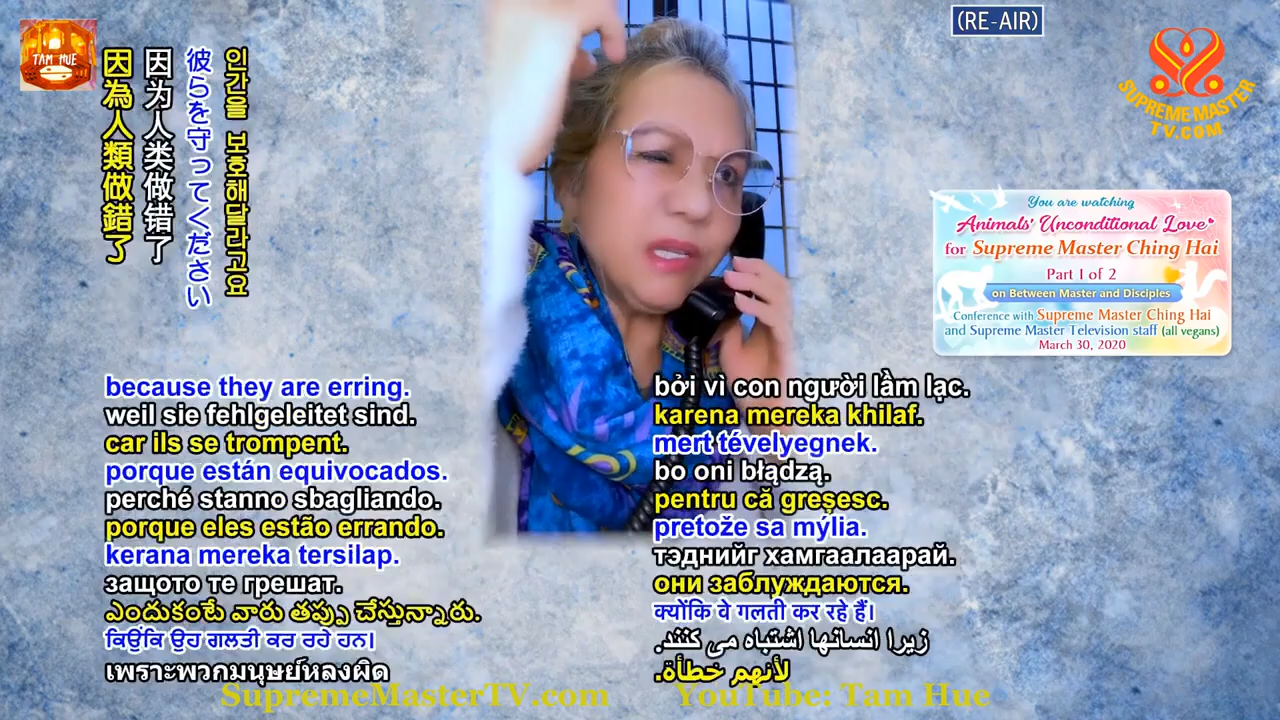 (RE-AIR)
TAM HUE
SUPREME MASTER
TV.COM
因為人類做錯了
因为人类做错了
彼らを守ってください
인간을 보호해달라고요
You are watching
Animals' Unconditional Love
for Supreme Master Ching Hai
Part 1 of 2
on Between Master and Disciples
Conference with Supreme Master Ching Hai
and Supreme Master Television staff (all vegans)
March 30, 2020
because they are erring.
weil sie fehlgeleitet sind.
car ils se trompent.
porque están equivocados.
perché stanno sbagliando.
porque eles estão errando.
kerana mereka tersilap.
защото те грешат.
ఎందుకంటే వారు తప్పు చేస్తున్నారు.
ਕਿਉਂਕਿ ਉਹ ਗਲਤੀ ਕਰ ਰਹੇ ਹਨ।
เพราะพวกมนุษย์หลงผิด
bởi vì con người lầm lạc.
karena mereka khilaf.
mert tévelyegnek.
bo oni błądzą.
pentru că greșesc.
pretože sa mýlia.
тэднийг хамгаалаарай.
они заблуждаются.
क्योंकि वे गलती कर रहे हैं।
زیرا انسانها اشتباه می کنند.
لأنهم خطأة.
SupremeMasterTV.com
YouTube: Tam Hue